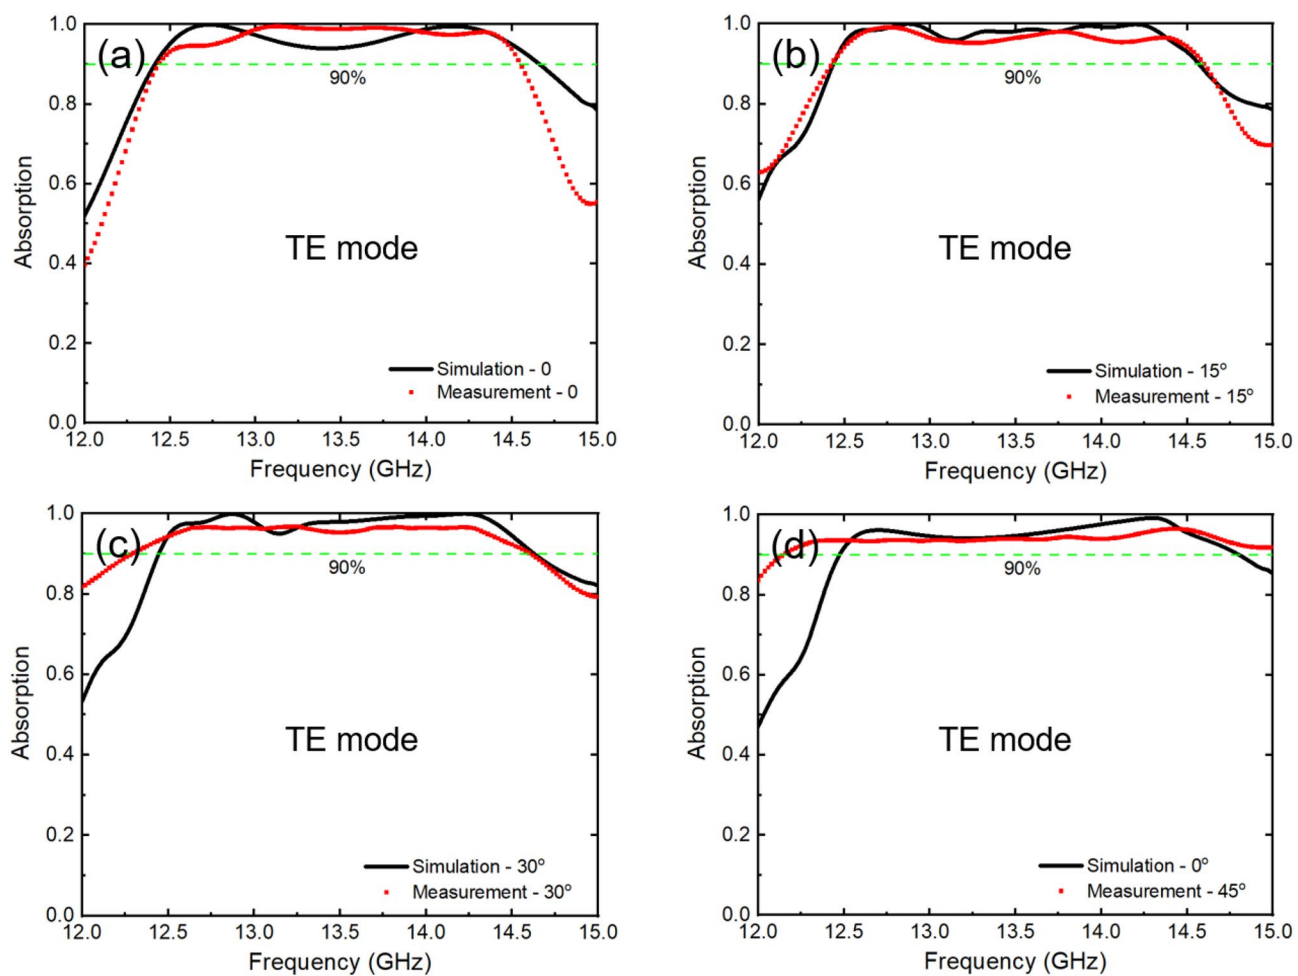 (a)
90%
TE mode
Simulation - 0
Measurement - 0
Absorption
1.0
0.8
0.6
0.4
0.2
0.0
12.0 12.5 13.0 13.5 14.0 14.5 15.0
Frequency (GHz)
(b)
90%
TE mode
Simulation - 15º
Measurement - 15º
Absorption
1.0
0.8
0.6
0.4
0.2
0.0
12.0 12.5 13.0 13.5 14.0 14.5 15.0
Frequency (GHz)
(c)
90%
TE mode
Simulation - 30º
Measurement - 30º
Absorption
1.0
0.8
0.6
0.4
0.2
0.0
12.0 12.5 13.0 13.5 14.0 14.5 15.0
Frequency (GHz)
(d)
90%
TE mode
Simulation - 0º
Measurement - 45º
Absorption
1.0
0.8
0.6
0.4
0.2
0.0
12.0 12.5 13.0 13.5 14.0 14.5 15.0
Frequency (GHz)